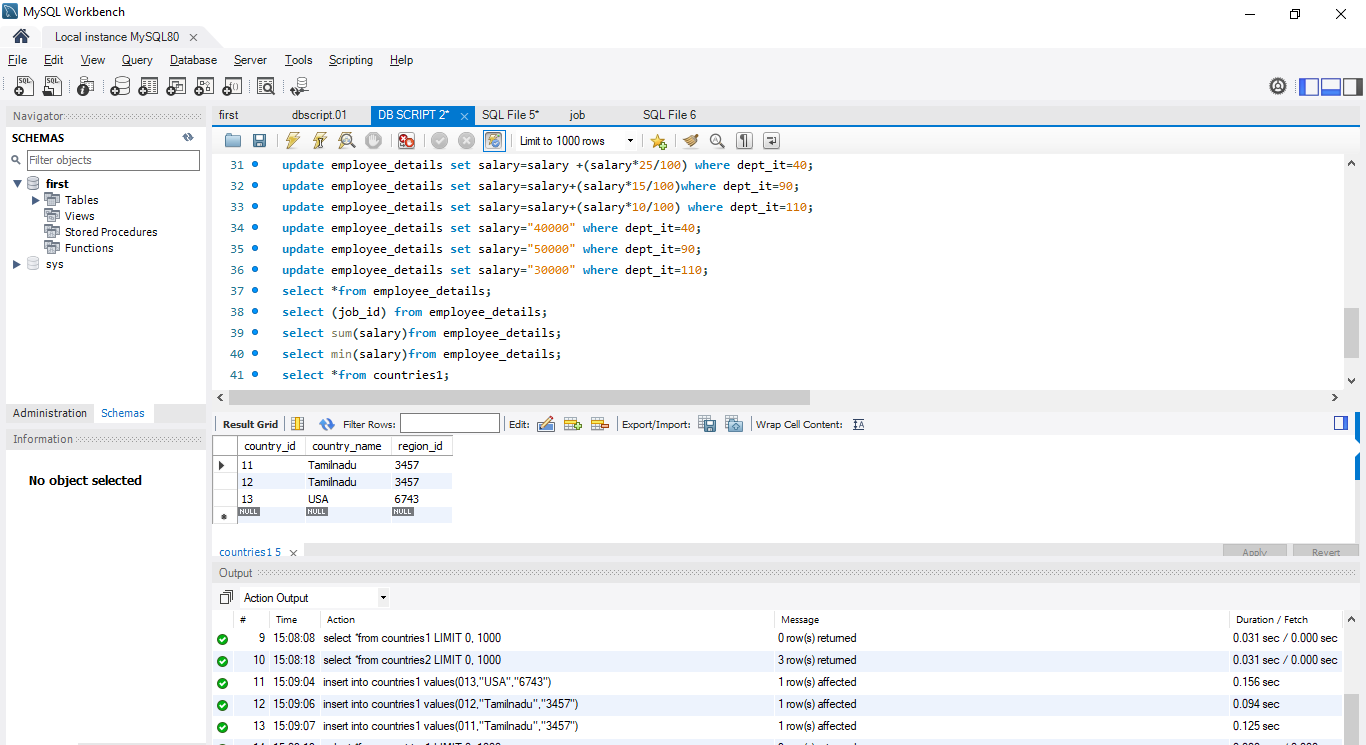 MySQL Workbench
Local instance MySQL80
File Edit View Query Database Server Tools Scripting Help
Navigator
SCHEMAS
Filter objects
first
Tables
Views
Stored Procedures
Functions
sys
Administration Schemas
Information
No object selected
first dbscript.01 DB SCRIPT 2* SQL File 5* job SQL File 6
Limit to 1000 rows
31 update employee_details set salary=salary +(salary*25/100) where dept_it=40;
32 update employee_details set salary=salary+(salary*15/100)where dept_it=90;
33 update employee_details set salary=salary+(salary*10/100) where dept_it=110;
34 update employee_details set salary="40000" where dept_it=40;
35 update employee_details set salary="50000" where dept_it=90;
36 update employee_details set salary="30000" where dept_it=110;
37 select *from employee_details;
38 select (job_id) from employee_details;
39 select sum(salary)from employee_details;
40 select min(salary)from employee_details;
41 select *from countries1;
Result Grid Filter Rows: Edit: Export/Import: Wrap Cell Content:
country_id country_name region_id
11 Tamilnadu 3457
12 Tamilnadu 3457
13 USA 6743
NULL NULL NULL
countries1 5 Apply Revert
Output
Action Output
# Time Action Message Duration / Fetch
9 15:08:08 select *from countries1 LIMIT 0, 1000 0 row(s) returned 0.031 sec / 0.000 sec
10 15:08:18 select *from countries2 LIMIT 0, 1000 3 row(s) returned 0.031 sec / 0.000 sec
11 15:09:04 insert into countries1 values(013,"USA","6743") 1 row(s) affected 0.156 sec
12 15:09:06 insert into countries1 values(012,"Tamilnadu","3457") 1 row(s) affected 0.094 sec
13 15:09:07 insert into countries1 values(011,"Tamilnadu","3457") 1 row(s) affected 0.125 sec